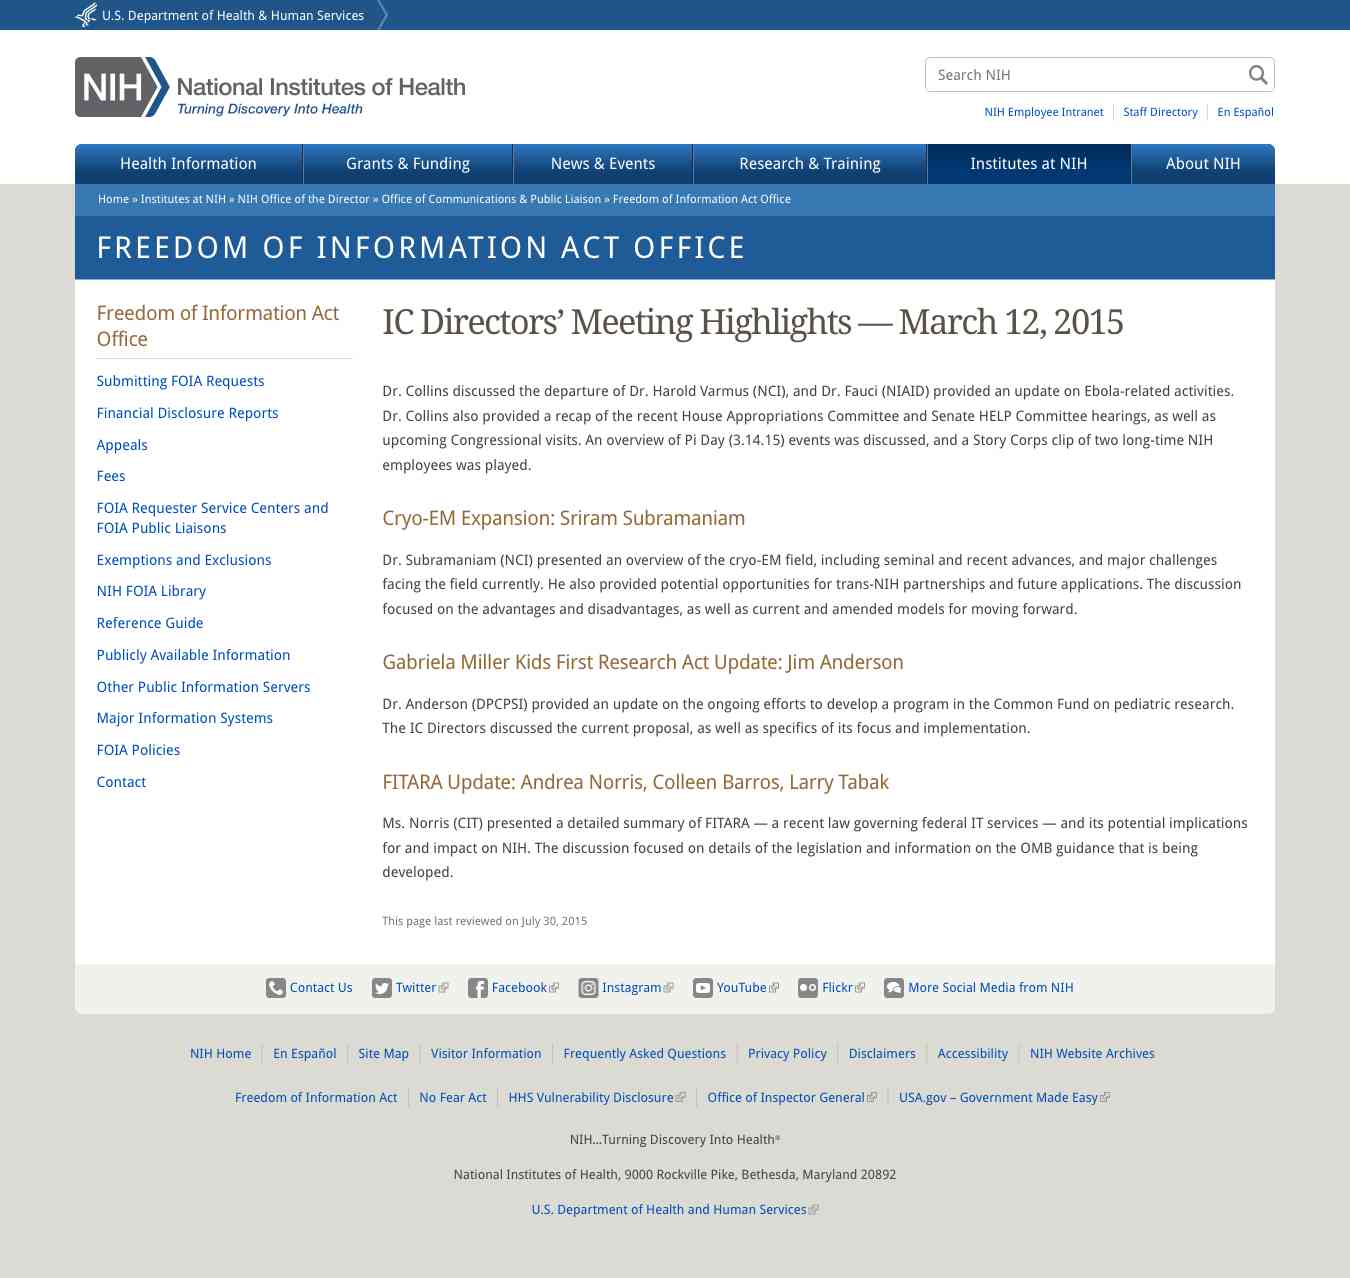 U.S. Department of Health & Human Services
NIH National Institutes of Health
Turning Discovery Into Health
Search NIH
NIH Employee Intranet Staff Directory En Español
Health Information Grants & Funding News & Events Research & Training Institutes at NIH About NIH
Home » Institutes at NIH » NIH Office of the Director » Office of Communications & Public Liaison » Freedom of Information Act Office
FREEDOM OF INFORMATION ACT OFFICE
Freedom of Information Act
Office
Submitting FOIA Requests
Financial Disclosure Reports
Appeals
Fees
FOIA Requester Service Centers and
FOIA Public Liaisons
Exemptions and Exclusions
NIH FOIA Library
Reference Guide
Publicly Available Information
Other Public Information Servers
Major Information Systems
FOIA Policies
Contact
IC Directors’ Meeting Highlights — March 12, 2015
Dr. Collins discussed the departure of Dr. Harold Varmus (NCI), and Dr. Fauci (NIAID) provided an update on Ebola-related activities.
Dr. Collins also provided a recap of the recent House Appropriations Committee and Senate HELP Committee hearings, as well as
upcoming Congressional visits. An overview of Pi Day (3.14.15) events was discussed, and a Story Corps clip of two long-time NIH
employees was played.
Cryo-EM Expansion: Sriram Subramaniam
Dr. Subramaniam (NCI) presented an overview of the cryo-EM field, including seminal and recent advances, and major challenges
facing the field currently. He also provided potential opportunities for trans-NIH partnerships and future applications. The discussion
focused on the advantages and disadvantages, as well as current and amended models for moving forward.
Gabriela Miller Kids First Research Act Update: Jim Anderson
Dr. Anderson (DPCPSI) provided an update on the ongoing efforts to develop a program in the Common Fund on pediatric research.
The IC Directors discussed the current proposal, as well as specifics of its focus and implementation.
FITARA Update: Andrea Norris, Colleen Barros, Larry Tabak
Ms. Norris (CIT) presented a detailed summary of FITARA — a recent law governing federal IT services — and its potential implications
for and impact on NIH. The discussion focused on details of the legislation and information on the OMB guidance that is being
developed.
This page last reviewed on July 30, 2015
Contact Us Twitter Facebook Instagram YouTube Flickr More Social Media from NIH
NIH Home En Español Site Map Visitor Information Frequently Asked Questions Privacy Policy Disclaimers Accessibility NIH Website Archives
Freedom of Information Act No Fear Act HHS Vulnerability Disclosure Office of Inspector General USA.gov – Government Made Easy
NIH...Turning Discovery Into Health®
National Institutes of Health, 9000 Rockville Pike, Bethesda, Maryland 20892
U.S. Department of Health and Human Services